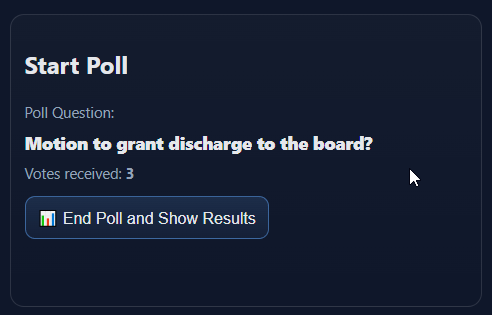 Start Poll
Poll Question:
Motion to grant discharge to the board?
Votes received: 3
📊 End Poll and Show Results